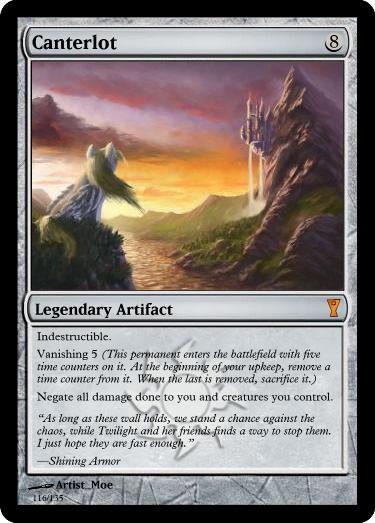 Canterlot 8
Legendary Artifact
Indestructible.
Vanishing 5 (This permanent enters the battlefield with five
time counters on it. At the beginning of your upkeep, remove a
time counter from it. When the last is removed, sacrifice it.)
Negate all damage done to you and creatures you control.
"As long as these wall holds, we stand a chance against the
chaos, while Twilight and her friends finds a way to stop them.
I just hope they are fast enough."
—Shining Armor
Artist_Moe
116/135